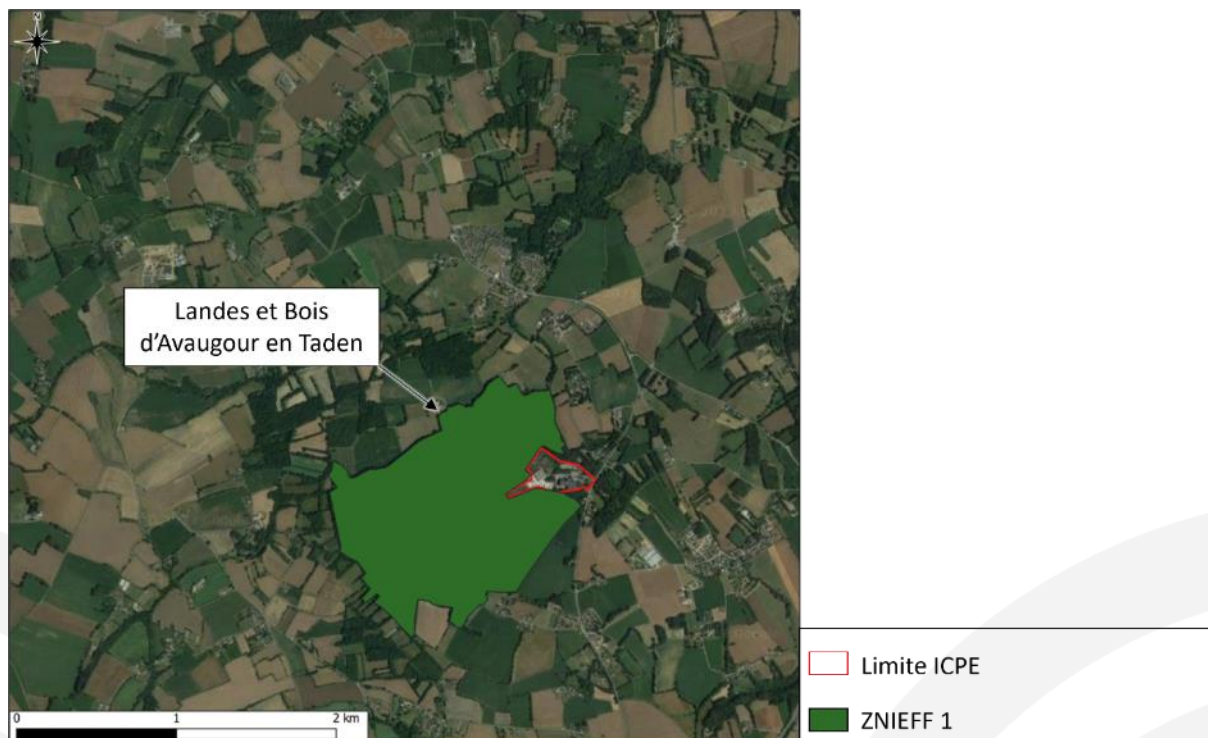 N
Landes et Bois
d'Avaugour en Taden
0 1 2 km
Limite ICPE
ZNIEFF 1